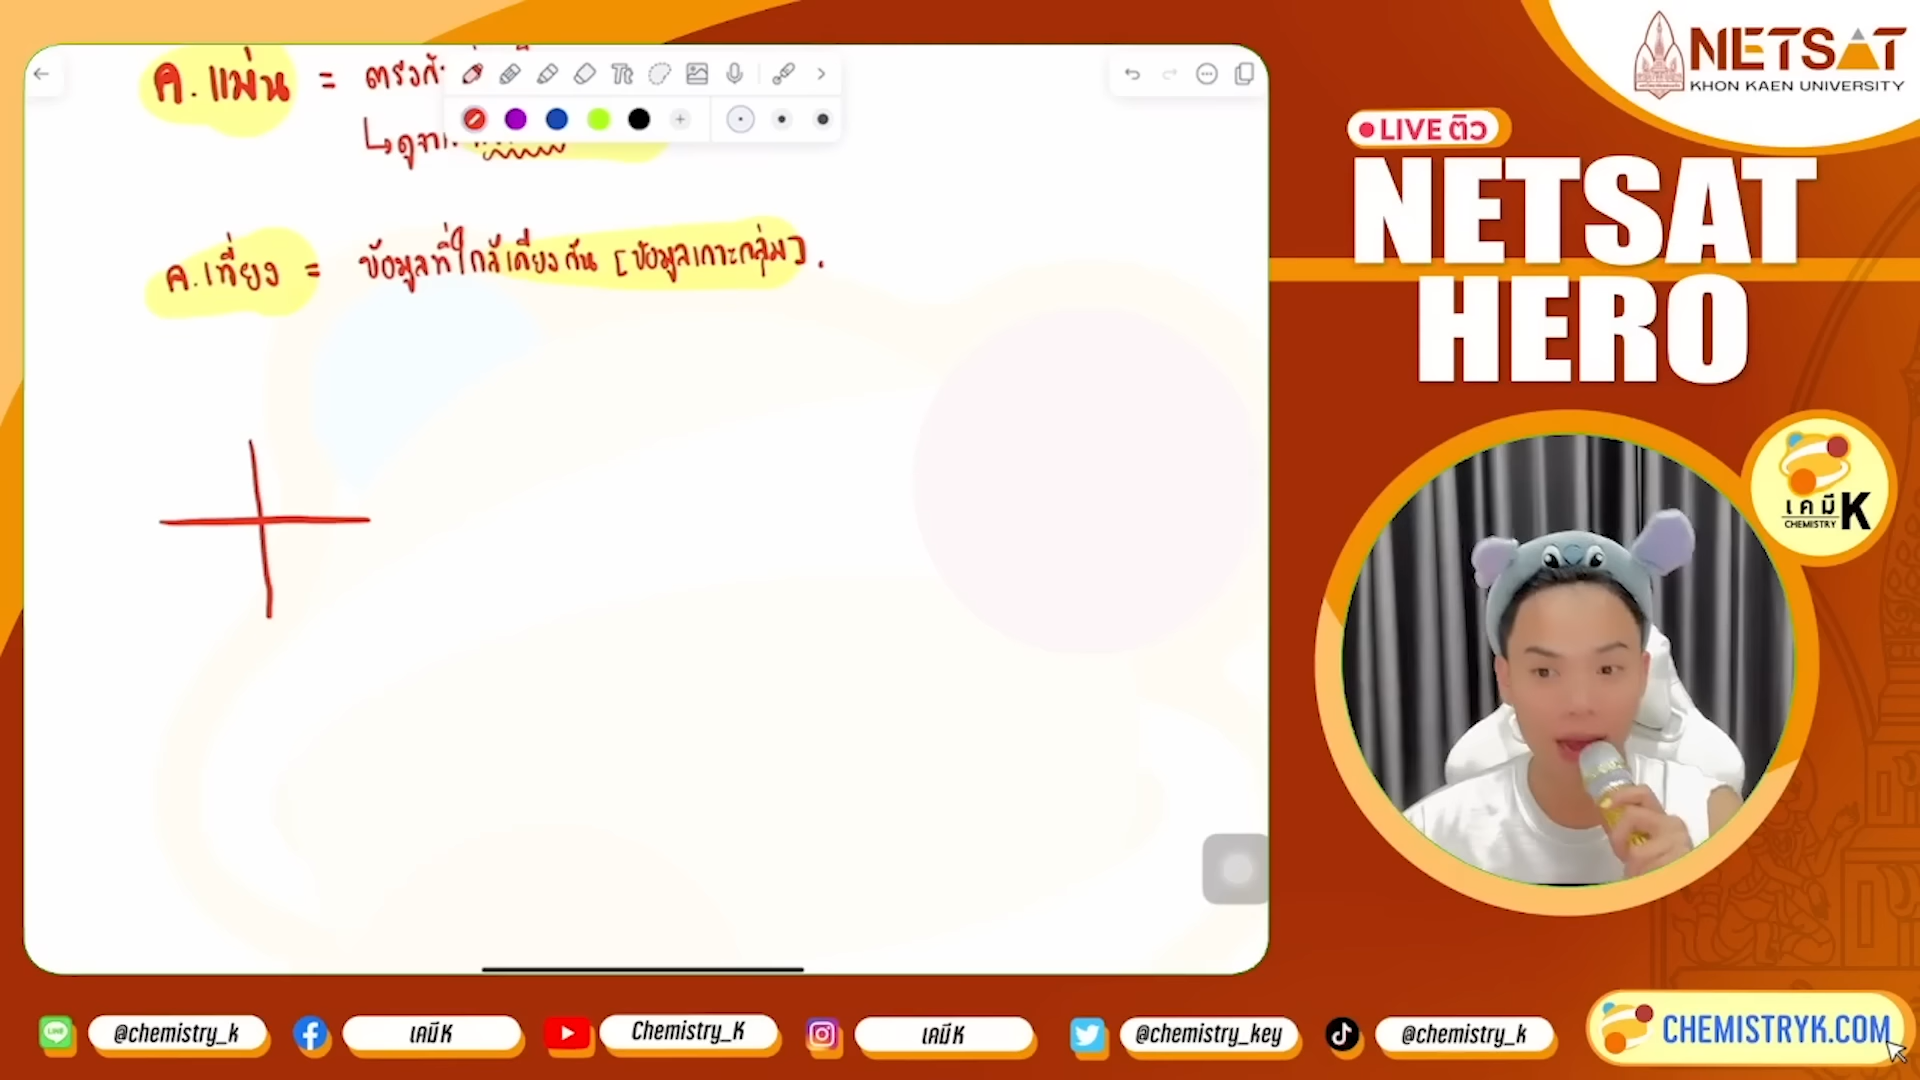 ค.แม่น = ตรงกั
↳ดูจาก
ค.เที่ยง = ข้อมูลที่ใกล้เคียงกัน [ข้อมูลเกาะกลุ่ม].
Tt
NETSAT
KHON KAEN UNIVERSITY
LIVE ติว
NETSAT
HERO
เคมี K
CHEMISTRY
@chemistry_k
เคมีK
Chemistry_K
เคมีK
@chemistry_key
@chemistry_k
CHEMISTRYK.COM